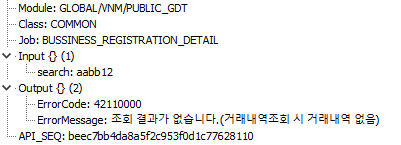 Module: GLOBAL/VNM/PUBLIC_GDT
Class: COMMON
Job: BUSSINESS_REGISTRATION_DETAIL
Input {} (1)
search: aabb12
Output {} (2)
ErrorCode: 42110000
ErrorMessage: 조회 결과가 없습니다.(거래내역조회 시 거래내역 없음)
API_SEQ: beec7bb4da8a5f2c953f0d1c77628110